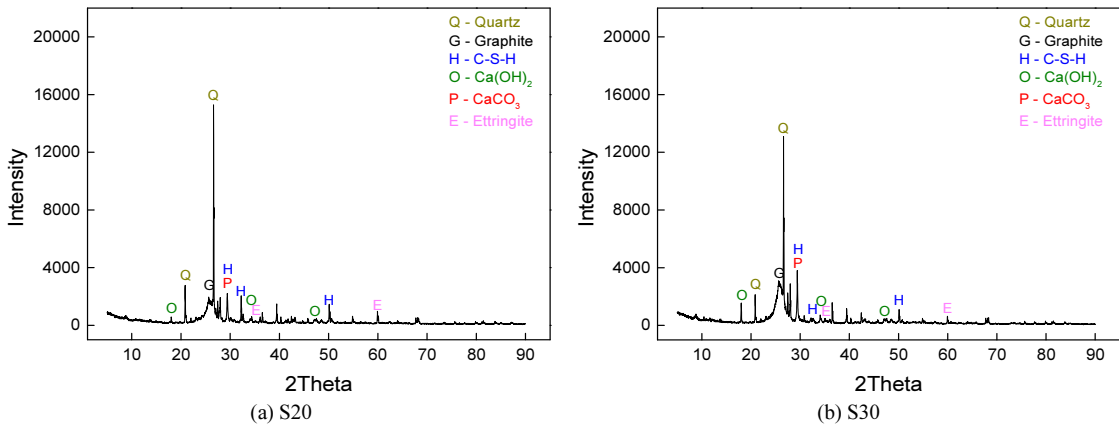 Q - Quartz
G - Graphite
H - C-S-H
O - Ca(OH)2
P - CaCO3
E - Ettringite
20000
16000
12000
8000
4000
0
Intensity
Q
Q
G
H
P
H
O
O
E
O
H
E
10 20 30 40 50 60 70 80 90
2Theta
(a) S20
Q - Quartz
G - Graphite
H - C-S-H
O - Ca(OH)2
P - CaCO3
E - Ettringite
20000
16000
12000
8000
4000
0
Intensity
Q
H
P
G
O
Q
H
O
E
O
H
E
10 20 30 40 50 60 70 80 90
2Theta
(b) S30